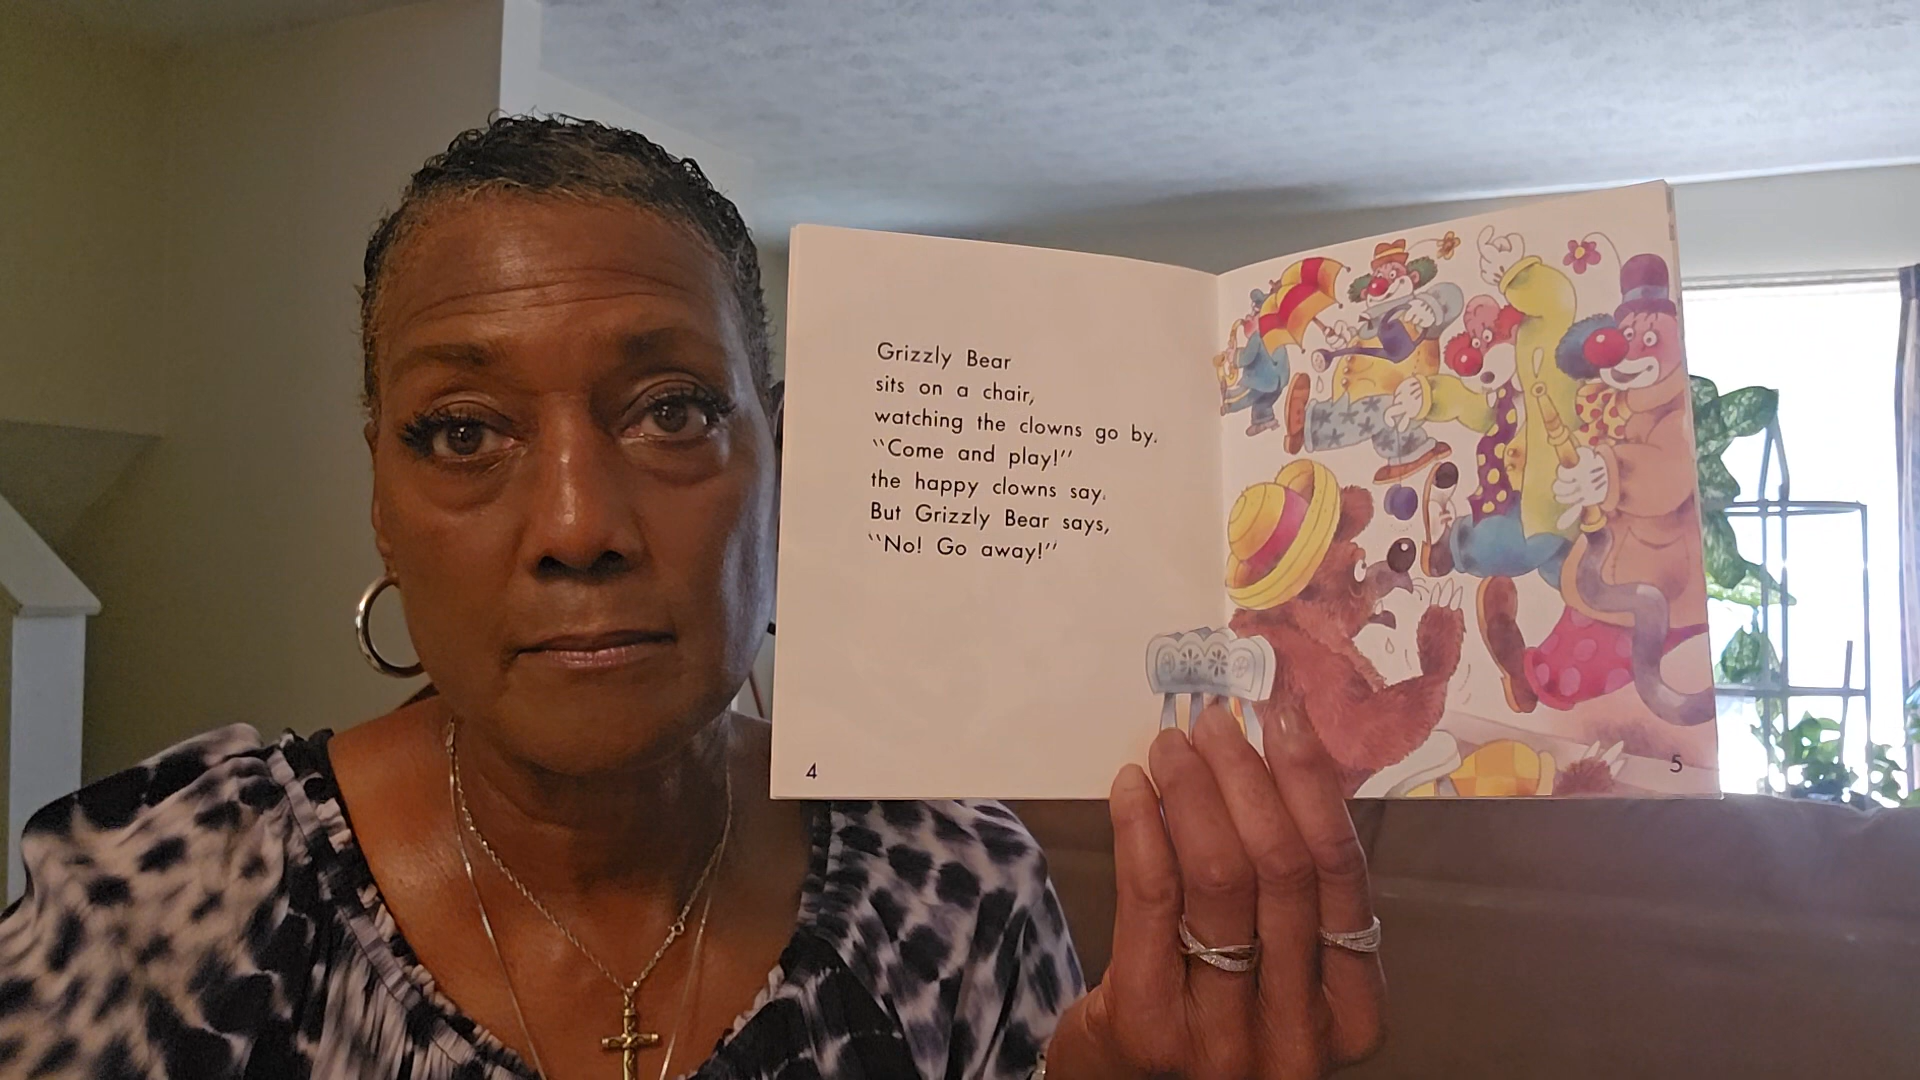 Grizzly Bear
sits on a chair,
watching the clowns go by.
"Come and play!"
the happy clowns say.
But Grizzly Bear says,
"No! Go away!"
4
5